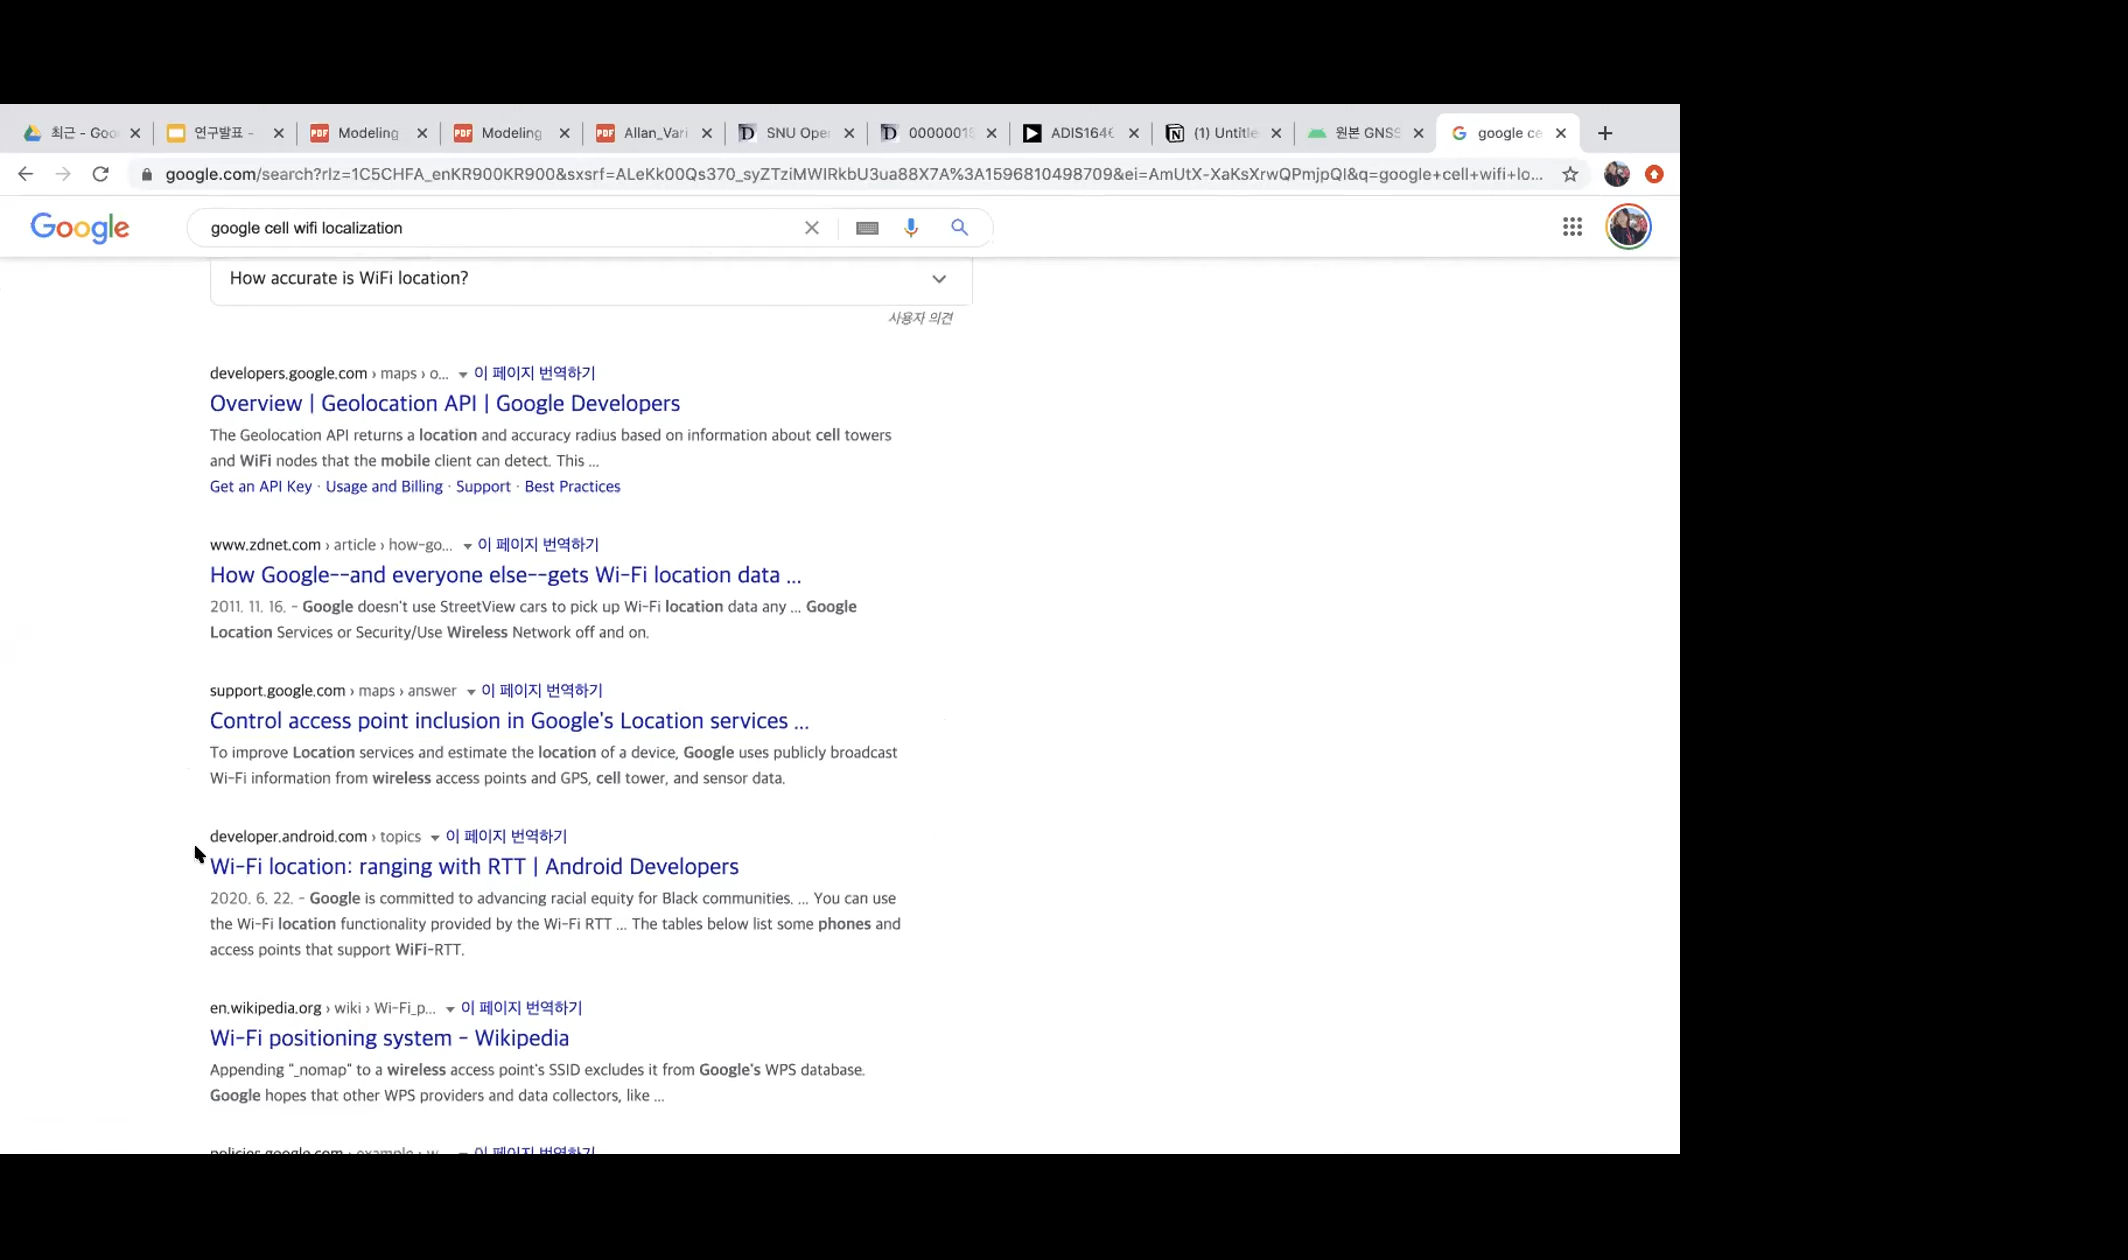 최근 - Goo
연구발표 -
Modeling
Modeling
Allan_Vari
SNU Ope
ADIS164
(1) Untitle
원본 GNSS
google ce
google.com/search?rlz=1C5CHFA_enKR900KR900&sxsrf=ALeKk00Qs370_syZTziMWIRkbU3ua88X7A%3A1596810498709&ei=AmUtX-XaKsXrwQPmjpQI&q=google+cell+wifi+lo...
Google
google cell wifi localization
How accurate is WiFi location?
사용자 의견
developers.google.com › maps › o... 이 페이지 번역하기
Overview | Geolocation API | Google Developers
The Geolocation API returns a location and accuracy radius based on information about cell towers
and WiFi nodes that the mobile client can detect. This ...
Get an API Key · Usage and Billing · Support · Best Practices
www.zdnet.com › article › how-go... 이 페이지 번역하기
How Google--and everyone else--gets Wi-Fi location data ...
2011. 11. 16. - Google doesn't use StreetView cars to pick up Wi-Fi location data any ... Google
Location Services or Security/Use Wireless Network off and on.
support.google.com › maps › answer 이 페이지 번역하기
Control access point inclusion in Google's Location services ...
To improve Location services and estimate the location of a device, Google uses publicly broadcast
Wi-Fi information from wireless access points and GPS, cell tower, and sensor data.
developer.android.com › topics 이 페이지 번역하기
Wi-Fi location: ranging with RTT | Android Developers
2020. 6. 22. - Google is committed to advancing racial equity for Black communities. ... You can use
the Wi-Fi location functionality provided by the Wi-Fi RTT ... The tables below list some phones and
access points that support WiFi-RTT.
en.wikipedia.org › wiki › Wi-Fi_p... 이 페이지 번역하기
Wi-Fi positioning system - Wikipedia
Appending "_nomap" to a wireless access point's SSID excludes it from Google's WPS database.
Google hopes that other WPS providers and data collectors, like ...
policies.google.com › example › w... 이 페이지 번역하기